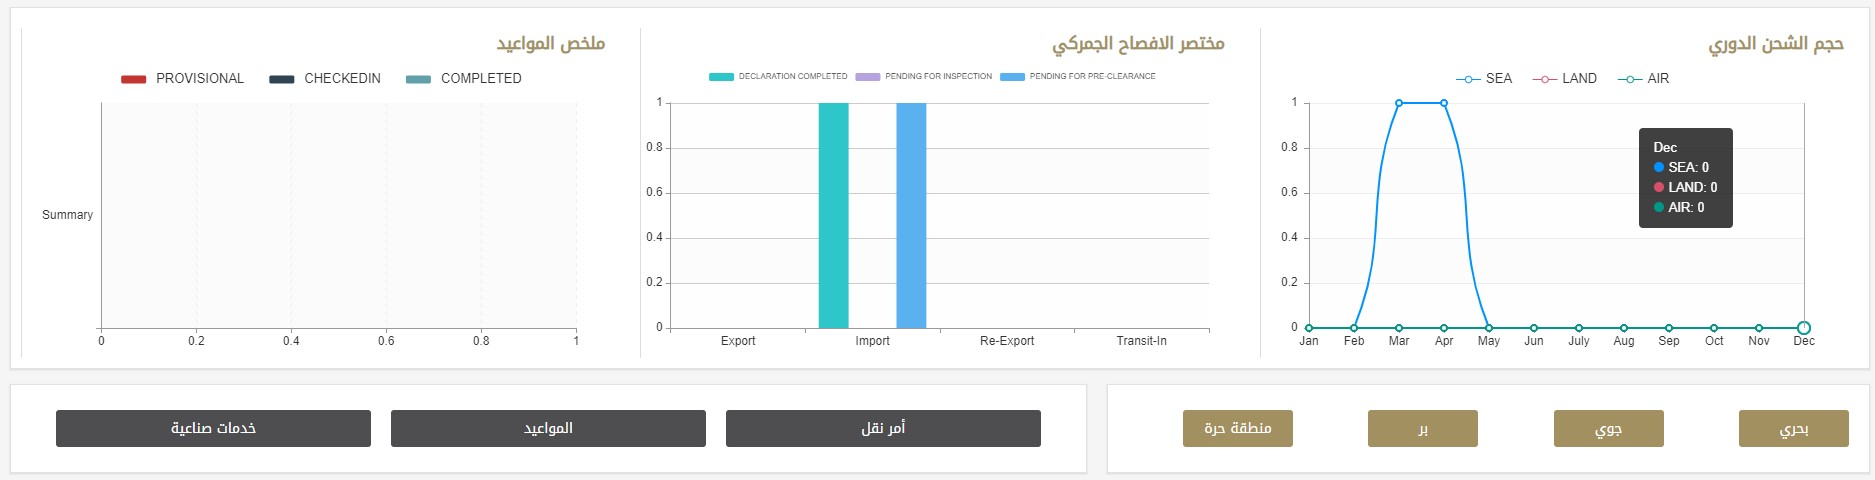 حجم الشحن الدوري
SEA LAND AIR
1
0.8
0.6
0.4
0.2
0
Jan Feb Mar Apr May Jun July Aug Sep Oct Nov Dec
Dec
SEA: 0
LAND: 0
AIR: 0
مختصر الافصاح الجمركي
DECLARATION COMPLETED PENDING FOR INSPECTION PENDING FOR PRE-CLEARANCE
1
0.8
0.6
0.4
0.2
0
Export Import Re-Export Transit-In
ملخص المواعيد
PROVISIONAL CHECKEDIN COMPLETED
Summary
0 0.2 0.4 0.6 0.8 1
بحري
جوي
بر
منطقة حرة
أمر نقل
المواعيد
خدمات صناعية